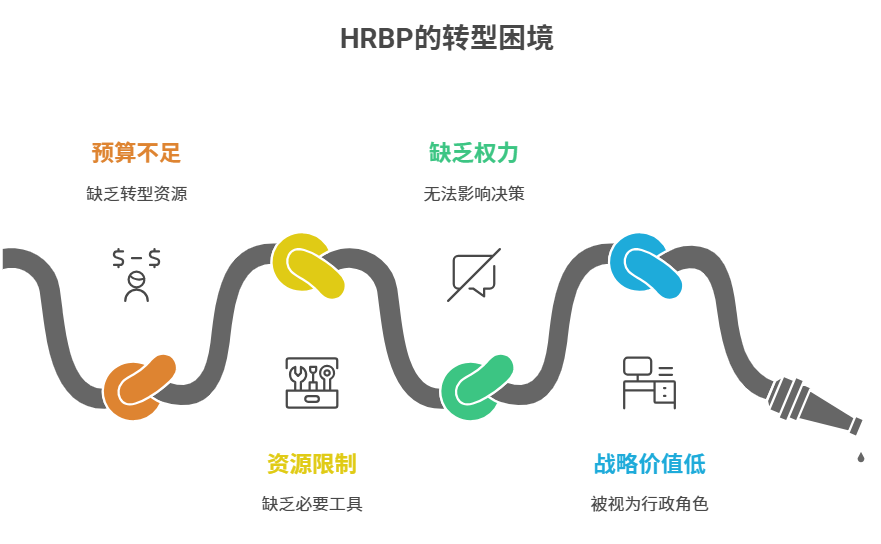 HRBP的转型困境
预算不足
缺乏转型资源
缺乏权力
无法影响决策
资源限制
缺乏必要工具
战略价值低
被视为行政角色